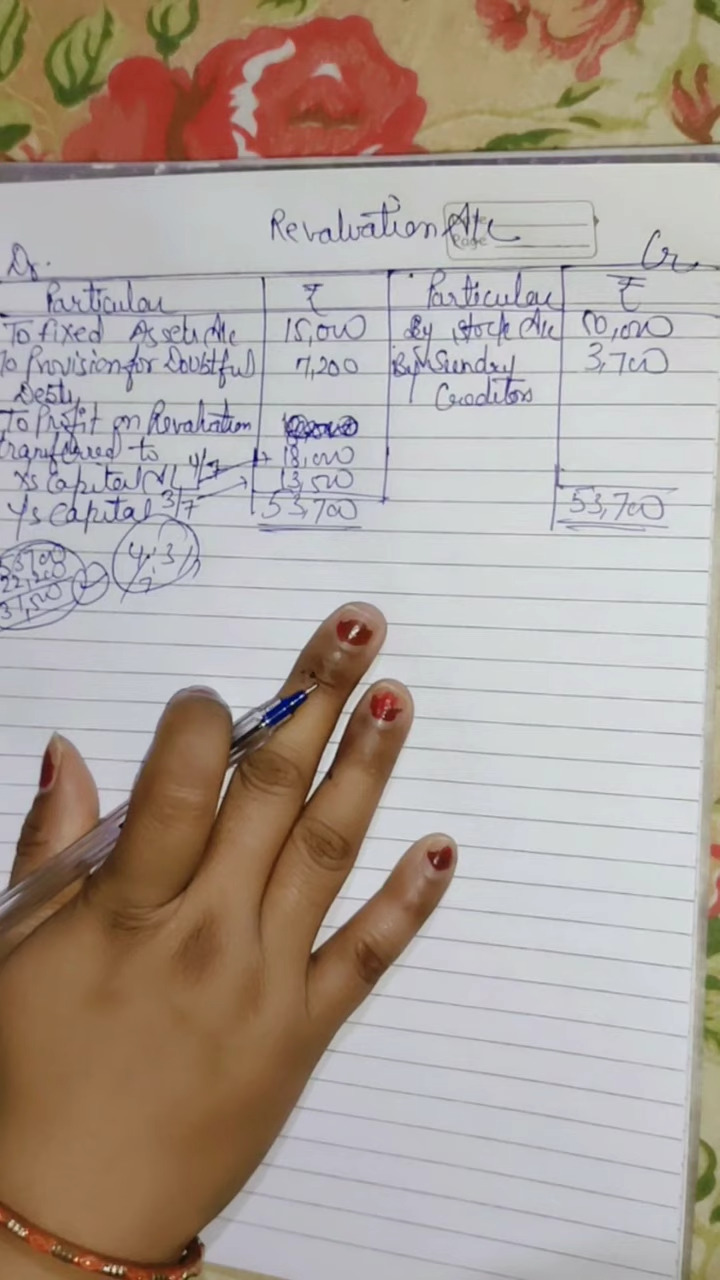 Revaluation A/c
Dr. Cr
Particular ₹ Particular ₹
To fixed Assets A/c 15,000 By Stock A/c 50,000
To Provision for Doubtful 7,200 By Sundry 3,700
Debts Creditors
To Profit on Revaluation
transferred to
X's Capital A/c 4/7 18,000
Y's Capital 3/7 13,500
53,700 53,700
53700 4:3
22,200 7
31,500